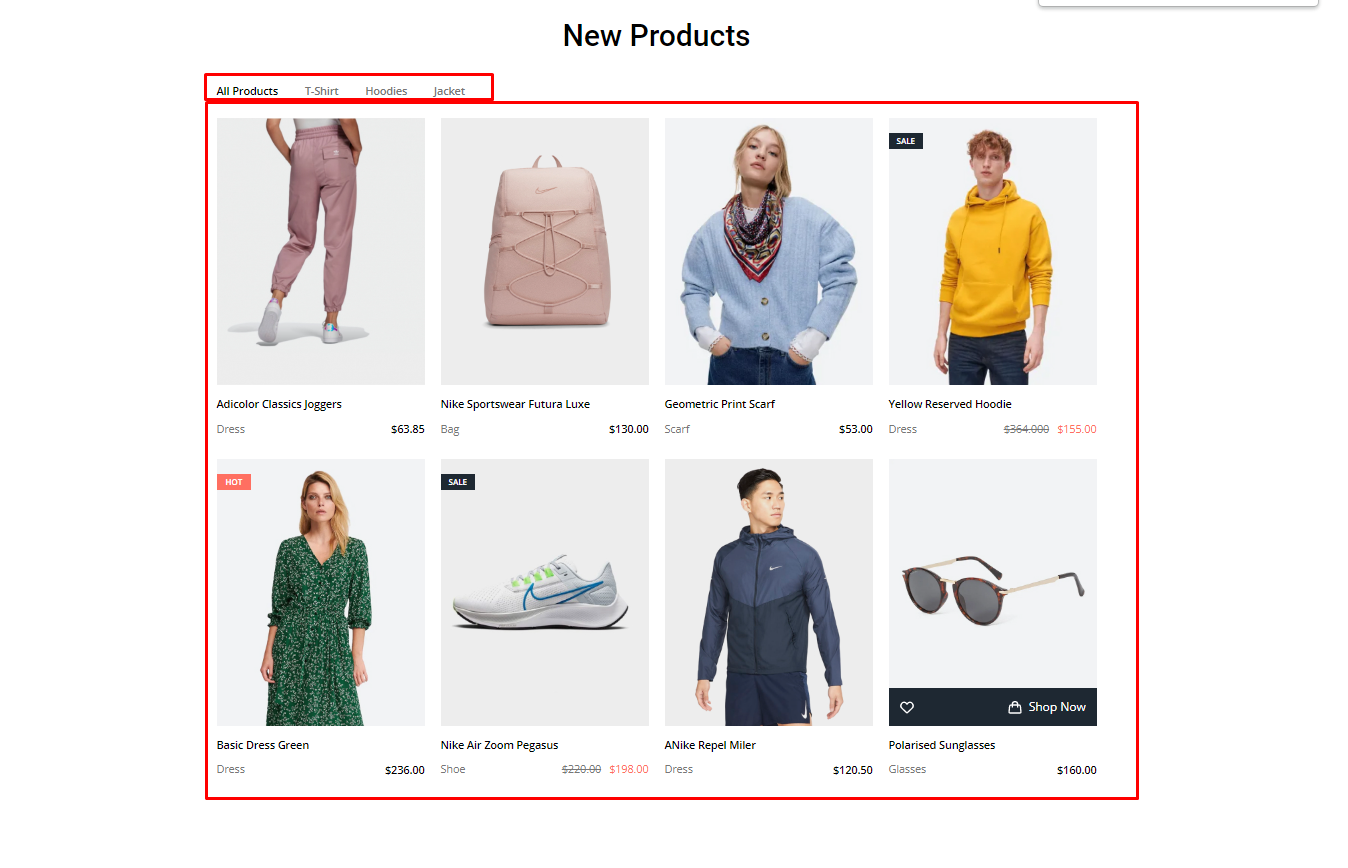 New Products
All Products T-Shirt Hoodies Jacket
SALE
Adicolor Classics Joggers Nike Sportswear Futura Luxe Geometric Print Scarf Yellow Reserved Hoodie
Dress $63.85 Bag $130.00 Scarf $53.00 Dress $364.000 $155.00
HOT SALE
Shop Now
Basic Dress Green Nike Air Zoom Pegasus ANike Repel Miler Polarised Sunglasses
Dress $236.00 Shoe $220.00 $198.00 Dress $120.50 Glasses $160.00